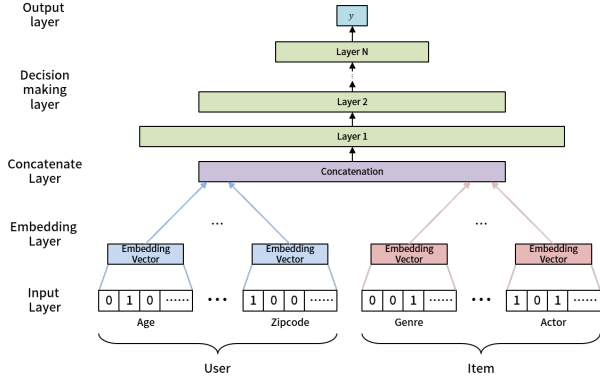 Output
layer
y
Layer N
Decision
making
layer
Layer 2
Layer 1
Concatenate
Layer
Concatenation
...
...
Embedding
Layer
Embedding
Vector
Embedding
Vector
Embedding
Vector
Embedding
Vector
Input
Layer
0 1 0 ...... ... 1 0 0 ...... 0 0 1 ...... ... 1 0 1 ......
Age Zipcode Genre Actor
User Item